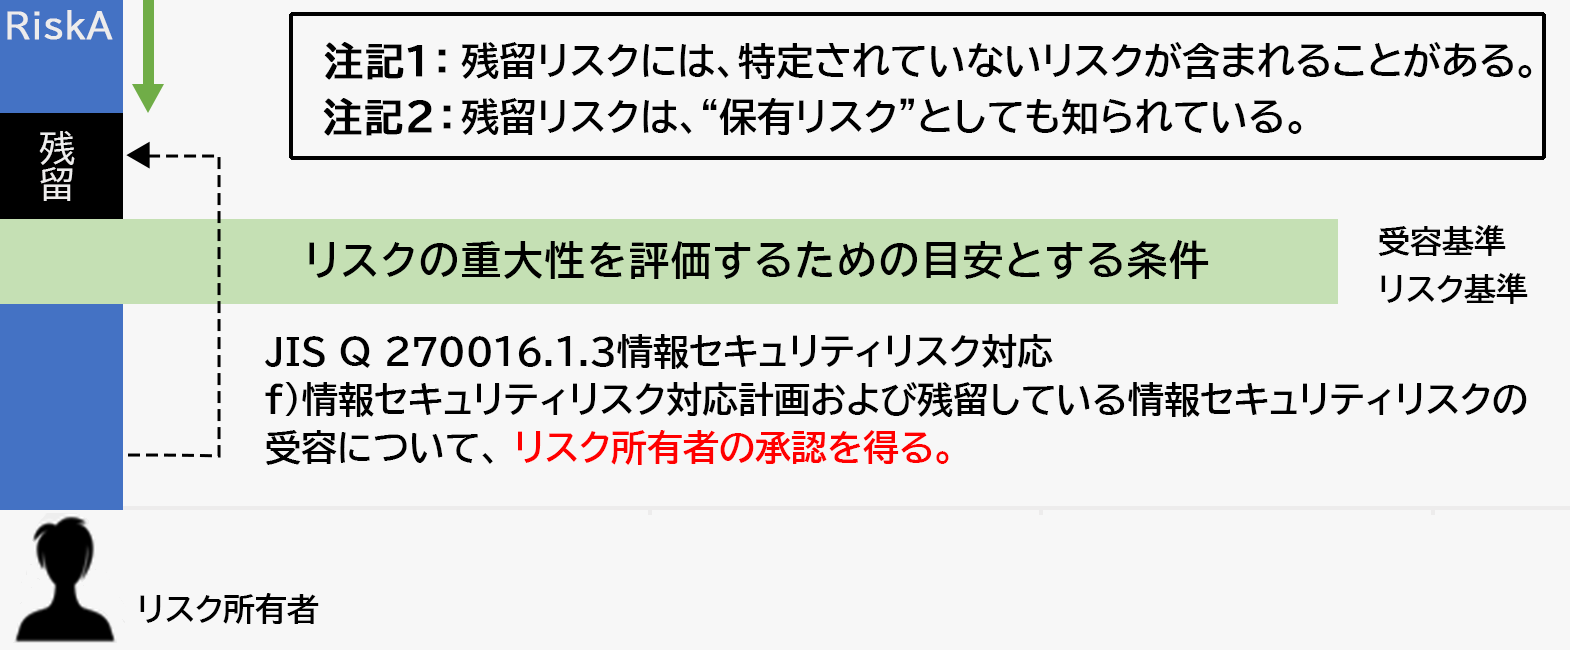 RiskA
注記1：残留リスクには、特定されていないリスクが含まれることがある。
注記2：残留リスクは、“保有リスク”としても知られている。
残留
リスクの重大性を評価するための目安とする条件
受容基準
リスク基準
JIS Q 270016.1.3情報セキュリティリスク対応
f)情報セキュリティリスク対応計画および残留している情報セキュリティリスクの
受容について、リスク所有者の承認を得る。
リスク所有者